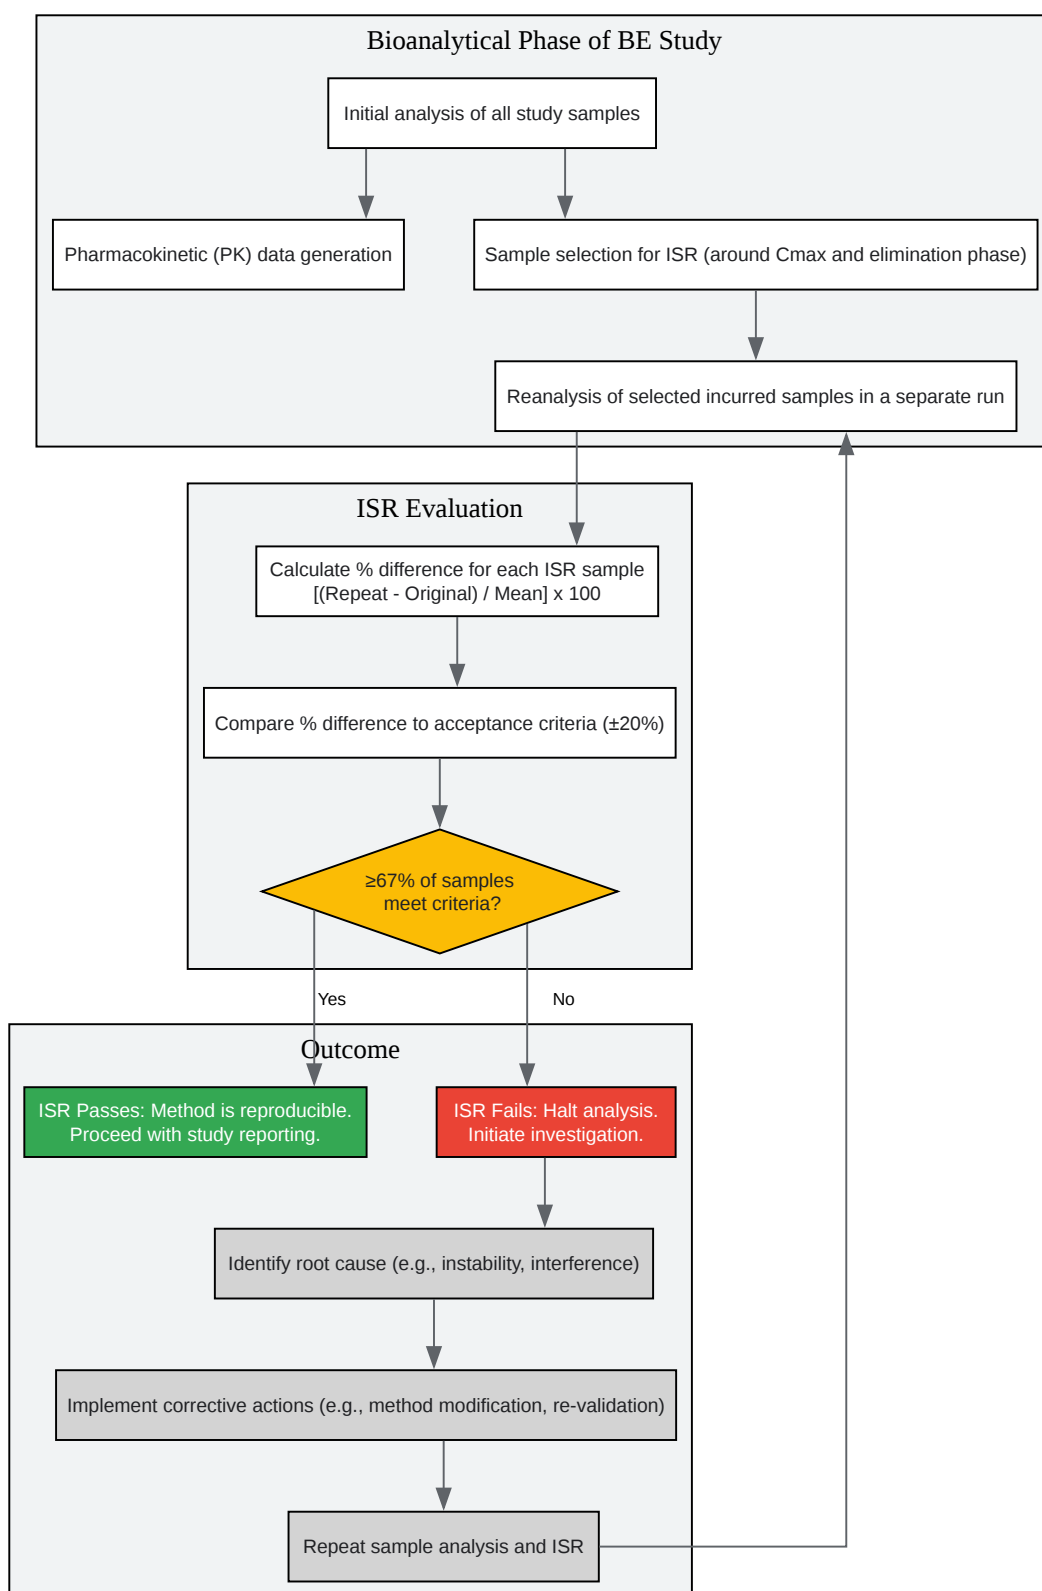 Bioanalytical Phase of BE Study
Initial analysis of all study samples
Pharmacokinetic (PK) data generation
Sample selection for ISR (around Cmax and elimination phase)
Reanalysis of selected incurred samples in a separate run
ISR Evaluation
Calculate % difference for each ISR sample
[(Repeat - Original) / Mean] x 100
Compare % difference to acceptance criteria (±20%)
≥67% of samples
meet criteria?
Yes
No
Outcome
ISR Passes: Method is reproducible.
Proceed with study reporting.
ISR Fails: Halt analysis.
Initiate investigation.
Identify root cause (e.g., instability, interference)
Implement corrective actions (e.g., method modification, re-validation)
Repeat sample analysis and ISR